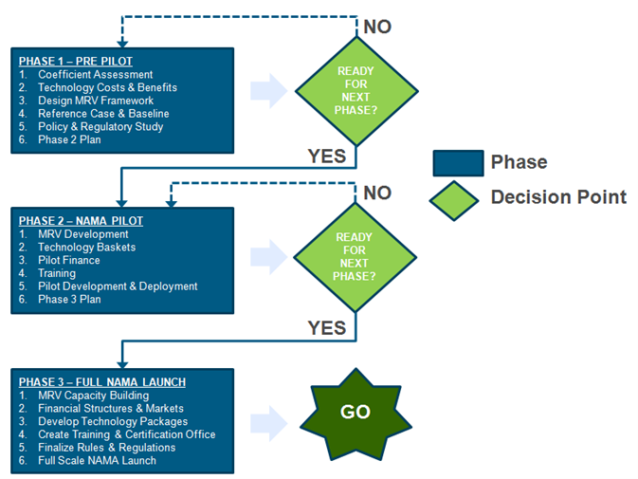 NO
PHASE 1 – PRE PILOT
1. Coefficient Assessment
2. Technology Costs & Benefits
3. Design MRV Framework
4. Reference Case & Baseline
5. Policy & Regulatory Study
6. Phase 2 Plan
READY
FOR
NEXT
PHASE?
YES
Phase
Decision Point
NO
PHASE 2 – NAMA PILOT
1. MRV Development
2. Technology Baskets
3. Pilot Finance
4. Training
5. Pilot Development & Deployment
6. Phase 3 Plan
READY
FOR
NEXT
PHASE?
YES
PHASE 3 – FULL NAMA LAUNCH
1. MRV Capacity Building
2. Financial Structures & Markets
3. Develop Technology Packages
4. Create Training & Certification Office
5. Finalize Rules & Regulations
6. Full Scale NAMA Launch
GO